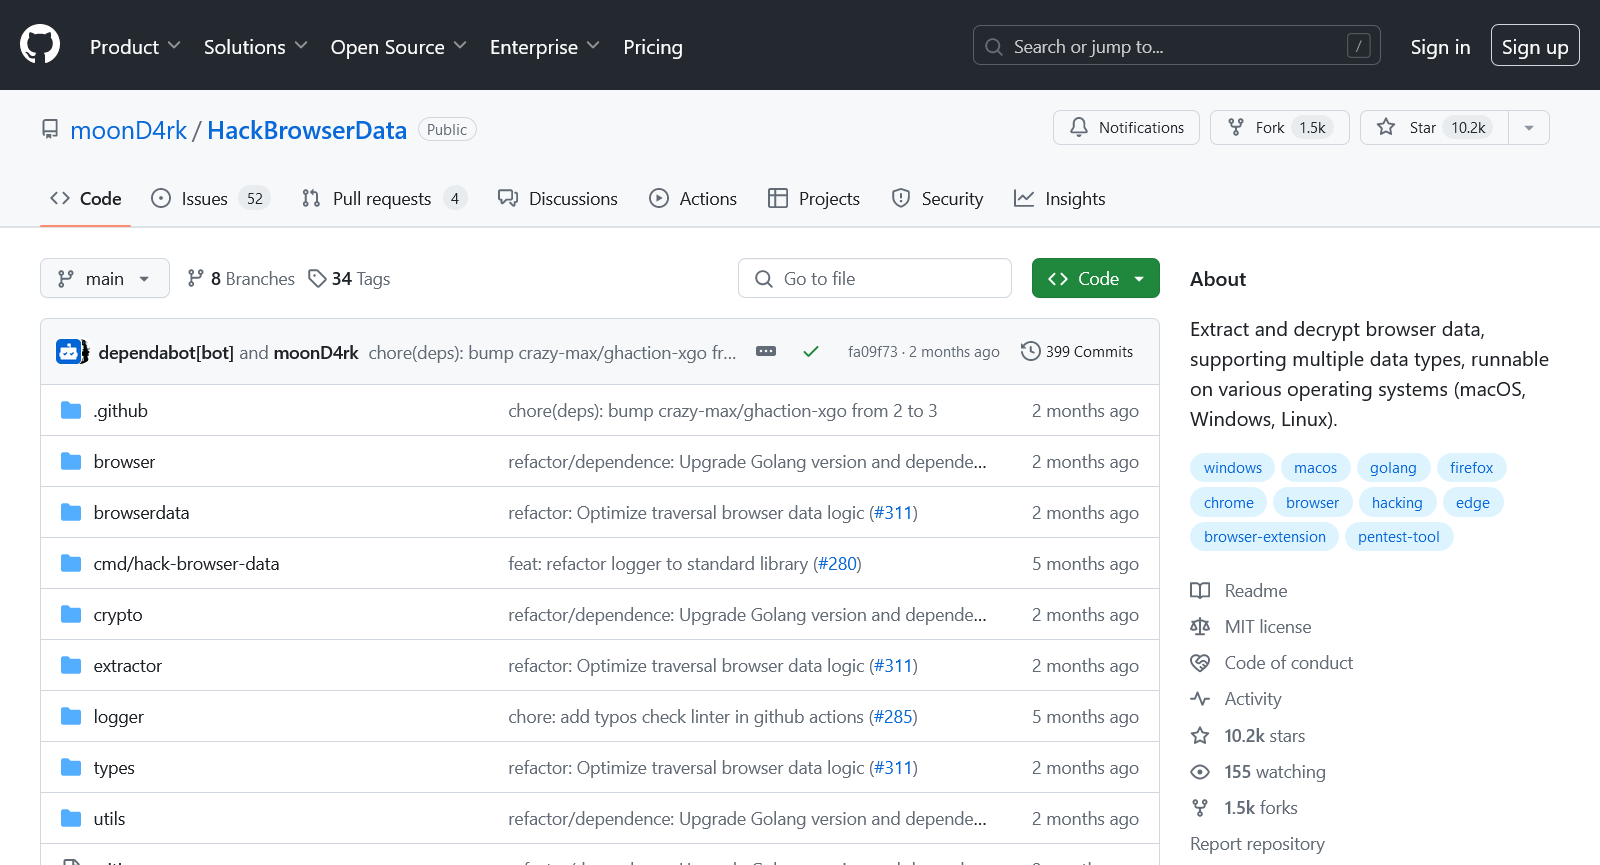 Product Solutions Open Source Enterprise Pricing Search or jump to... / Sign in Sign up
moonD4rk / HackBrowserData Public Notifications Fork 1.5k Star 10.2k
Code Issues 52 Pull requests 4 Discussions Actions Projects Security Insights
main 8 Branches 34 Tags Go to file Code
dependabot[bot] and moonD4rk chore(deps): bump crazy-max/ghaction-xgo fr... fa09f73 · 2 months ago 399 Commits
.github chore(deps): bump crazy-max/ghaction-xgo from 2 to 3 2 months ago
browser refactor/dependence: Upgrade Golang version and depende... 2 months ago
browserdata refactor: Optimize traversal browser data logic (#311) 2 months ago
cmd/hack-browser-data feat: refactor logger to standard library (#280) 5 months ago
crypto refactor/dependence: Upgrade Golang version and depende... 2 months ago
extractor refactor: Optimize traversal browser data logic (#311) 2 months ago
logger chore: add typos check linter in github actions (#285) 5 months ago
types refactor: Optimize traversal browser data logic (#311) 2 months ago
utils refactor/dependence: Upgrade Golang version and depende... 2 months ago
About
Extract and decrypt browser data,
supporting multiple data types, runnable
on various operating systems (macOS,
Windows, Linux).
windows macos golang firefox
chrome browser hacking edge
browser-extension pentest-tool
Readme
MIT license
Code of conduct
Activity
10.2k stars
155 watching
1.5k forks
Report repository